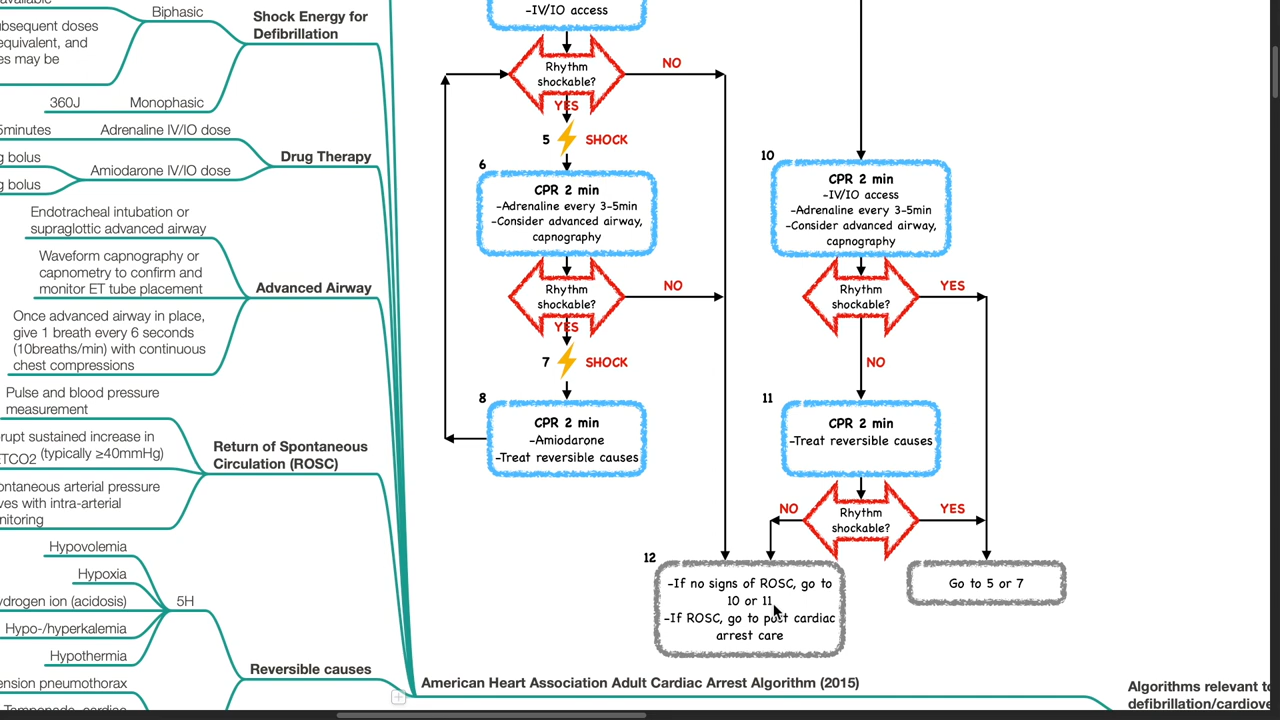 Biphasic
ubsequent doses
equivalent, and
es may be
Shock Energy for
Defibrillation
360J
Monophasic
5minutes
Adrenaline IV/IO dose
g bolus
Amiodarone IV/IO dose
g bolus
Drug Therapy
Endotracheal intubation or
supraglottic advanced airway
Waveform capnography or
capnometry to confirm and
monitor ET tube placement
Advanced Airway
Once advanced airway in place,
give 1 breath every 6 seconds
(10breaths/min) with continuous
chest compressions
Pulse and blood pressure
measurement
rupt sustained increase in
ETCO2 (typically ≥40mmHg)
Return of Spontaneous
Circulation (ROSC)
ontaneous arterial pressure
ves with intra-arterial
nitoring
Hypovolemia
Hypoxia
ydrogen ion (acidosis)
5H
Hypo-/hyperkalemia
Hypothermia
Reversible causes
ension pneumothorax
Tamponade, cardiac
-IV/IO access
Rhythm
shockable?
NO
YES
5
SHOCK
6
CPR 2 min
-Adrenaline every 3-5min
-Consider advanced airway,
capnography
Rhythm
shockable?
NO
YES
7
SHOCK
8
CPR 2 min
-Amiodarone
-Treat reversible causes
10
CPR 2 min
-IV/IO access
-Adrenaline every 3-5min
-Consider advanced airway,
capnography
Rhythm
shockable?
YES
NO
11
CPR 2 min
-Treat reversible causes
NO
Rhythm
shockable?
YES
12
-If no signs of ROSC, go to
10 or 11
-If ROSC, go to post cardiac
arrest care
Go to 5 or 7
American Heart Association Adult Cardiac Arrest Algorithm (2015)
Algorithms relevant to
defibrillation/cardiove